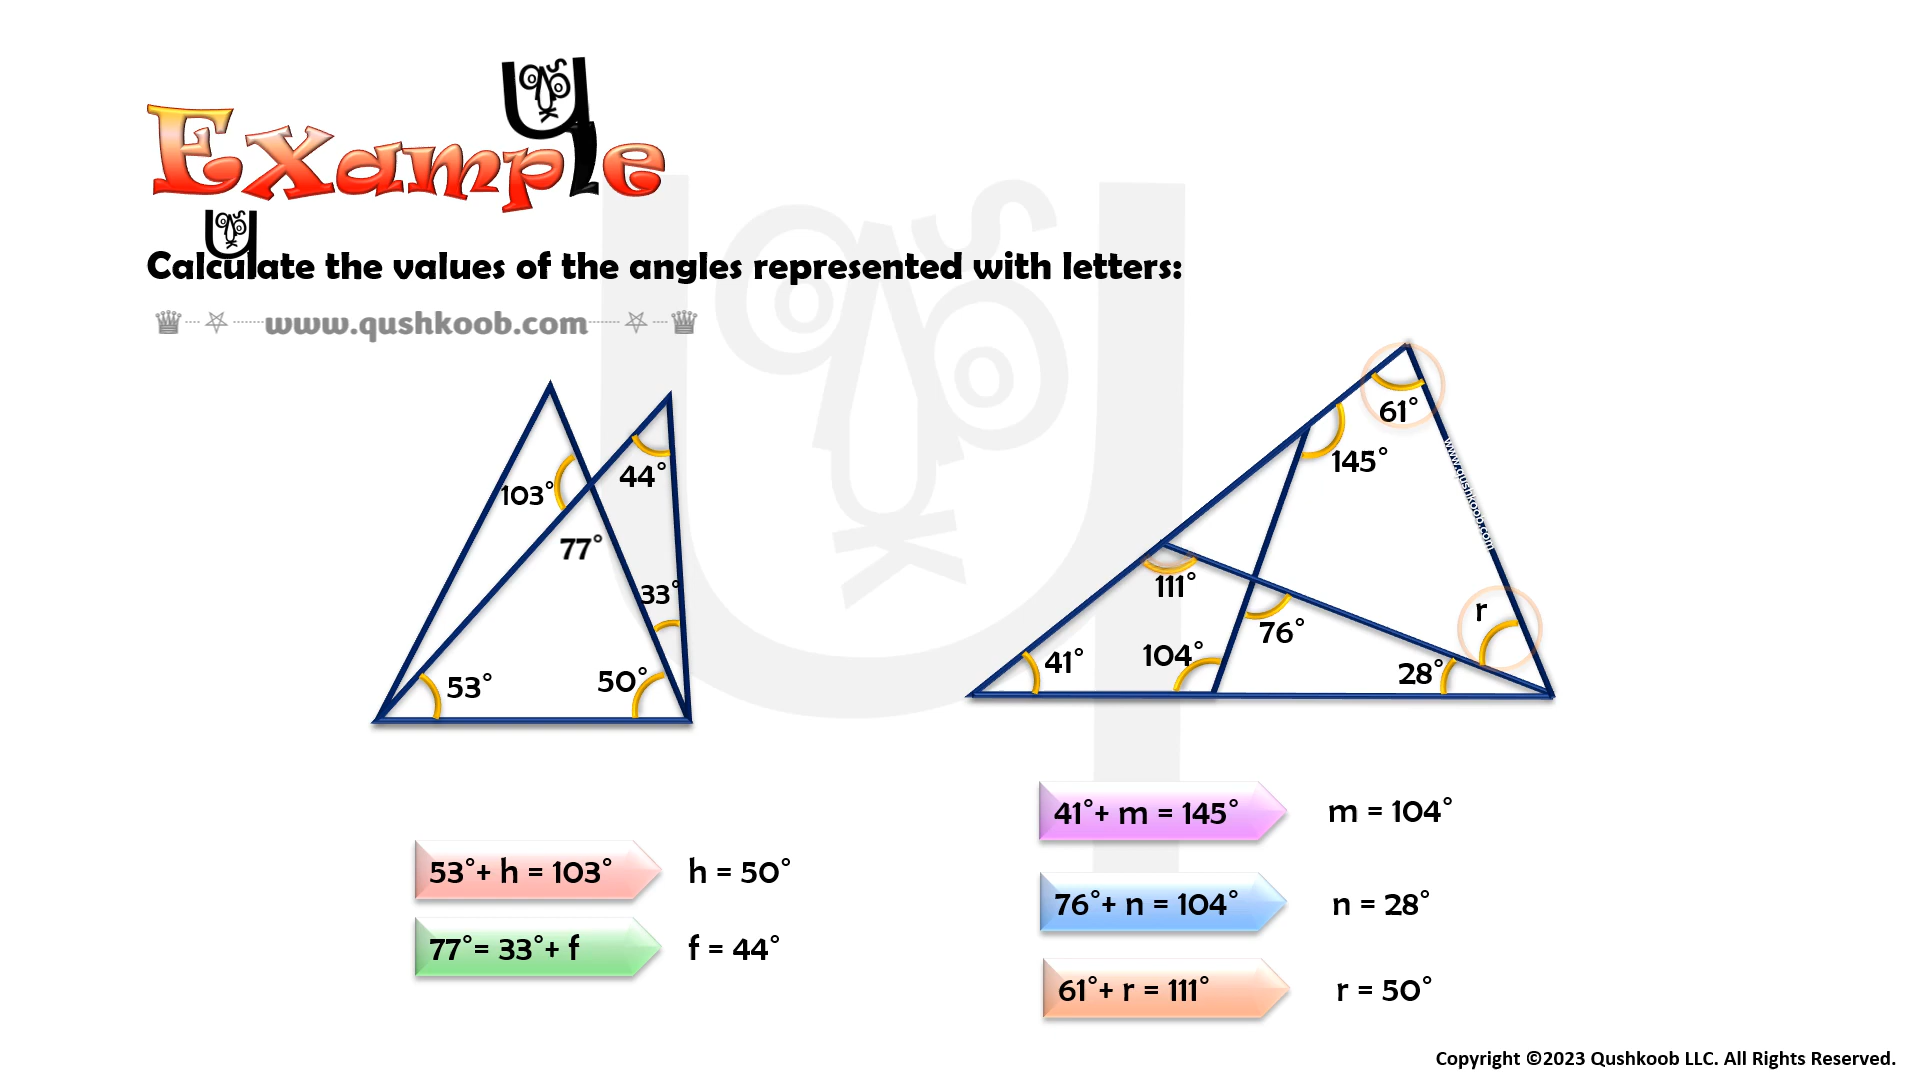 Example
Calculate the values of the angles represented with letters:
www.qushkoob.com
61°
44°
145°
103°
www.qushkoob.com
77°
111°
33°
r
76°
104°
41°
28°
53°
50°
41°+ m = 145°
m = 104°
53°+ h = 103°
h = 50°
76°+ n = 104°
n = 28°
77°= 33°+ f
f = 44°
61°+ r = 111°
r = 50°
Copyright ©2023 Qushkoob LLC. All Rights Reserved.